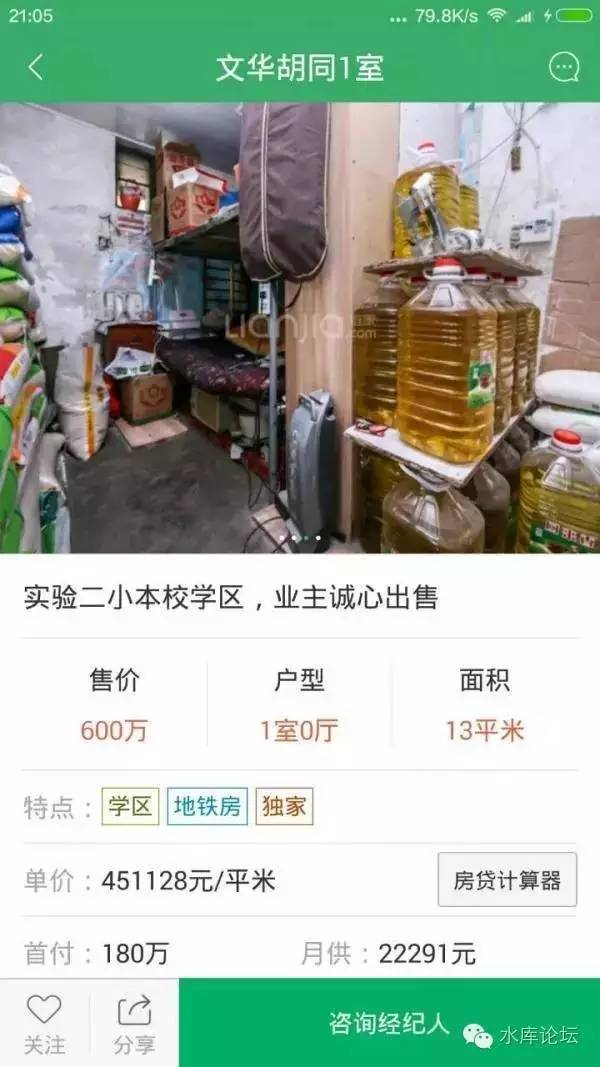 21:05
... 79.8K/s
文华胡同1室
Lianjia.com
实验二小本校学区，业主诚心出售
售价 户型 面积
600万 1室0厅 13平米
特点： 学区 地铁房 独家
单价：451128元/平米 房贷计算器
首付：180万 月供：22291元
关注 分享 咨询经纪人 水库论坛